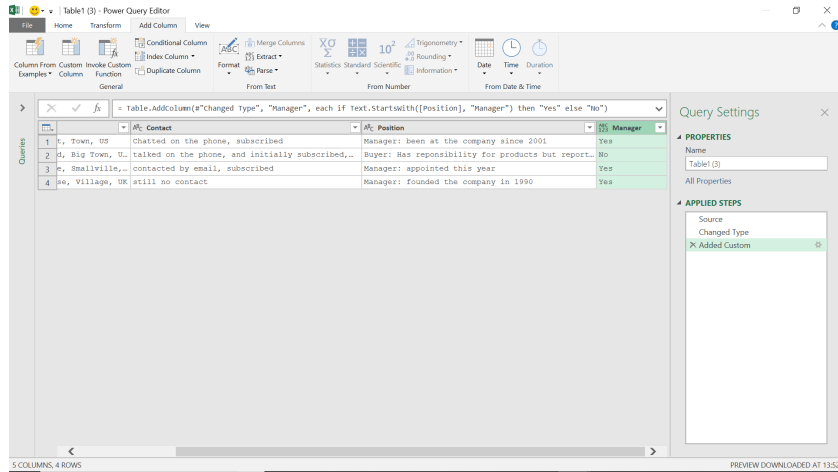 Table1 (3) - Power Query Editor
File Home Transform Add Column View
Column From Examples Custom Column Invoke Custom Function
Conditional Column
Index Column
Duplicate Column
General
Format
ABC
Merge Columns
Extract
Parse
From Text
Statistics Standard Scientific
10²
Trigonometry
Rounding
Information
From Number
Date Time Duration
From Date & Time
Queries
fx = Table.AddColumn(#"Changed Type", "Manager", each if Text.StartsWith([Position], "Manager") then "Yes" else "No")
Contact Position Manager
1 t, Town, US Chatted on the phone, subscribed Manager: been at the company since 2001 Yes
2 d, Big Town, U… talked on the phone, and initially subscribed,… Buyer: Has reponsibility for products but report… No
3 e, Smallville,… contacted by email, subscribed Manager: appointed this year Yes
4 se, Village, UK still no contact Manager: founded the company in 1990 Yes
Query Settings
PROPERTIES
Name
Table1 (3)
All Properties
APPLIED STEPS
Source
Changed Type
Added Custom
5 COLUMNS, 4 ROWS
PREVIEW DOWNLOADED AT 13:52